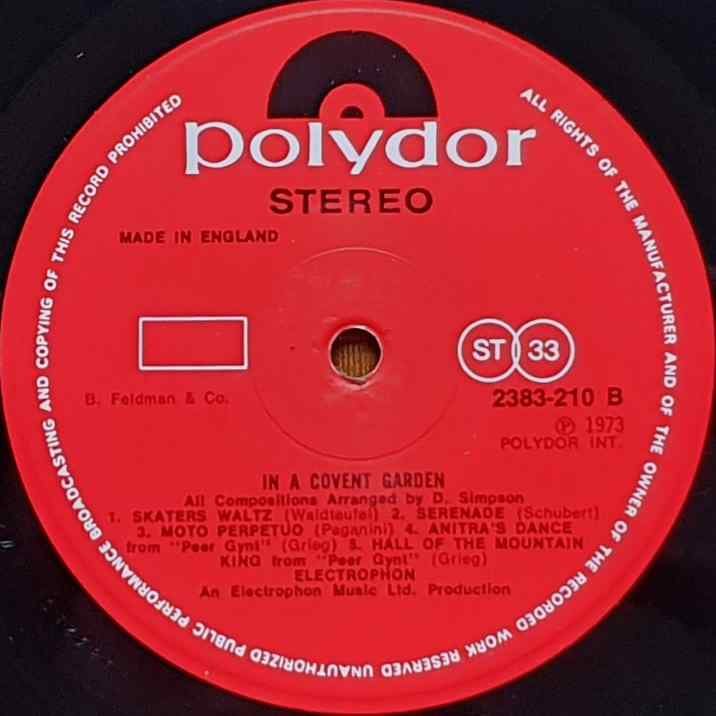 polydor
STEREO
MADE IN ENGLAND
ST 33
B. Feldman & Co.
2383-210 B
Ⓟ 1973
POLYDOR INT.
IN A COVENT GARDEN
All Compositions Arranged by D. Simpson
1. SKATERS WALTZ (Waldteufel) 2. SERENADE (Schubert)
3. MOTO PERPETUO (Paganini) 4. ANITRA'S DANCE
from "Peer Gynt" (Grieg) 5. HALL OF THE MOUNTAIN
KING from "Peer Gynt" (Grieg)
ELECTROPHON
An Electrophon Music Ltd. Production
ALL RIGHTS OF THE MANUFACTURER AND OF THE OWNER OF THE RECORDED WORK RESERVED UNAUTHORIZED PUBLIC PERFORMANCE BROADCASTING AND COPYING OF THIS RECORD PROHIBITED